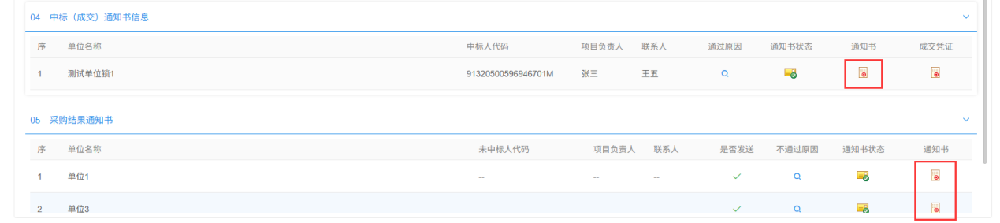 04 中标（成交）通知书信息
序 单位名称 中标人代码 项目负责人 联系人 通过原因 通知书状态 通知书 成交凭证
1 测试单位锁1 91320500596946701M 张三 王五
05 采购结果通知书
序 单位名称 未中标人代码 项目负责人 联系人 是否发送 不通过原因 通知书状态 通知书
1 单位1 -- -- --
2 单位3 -- -- --